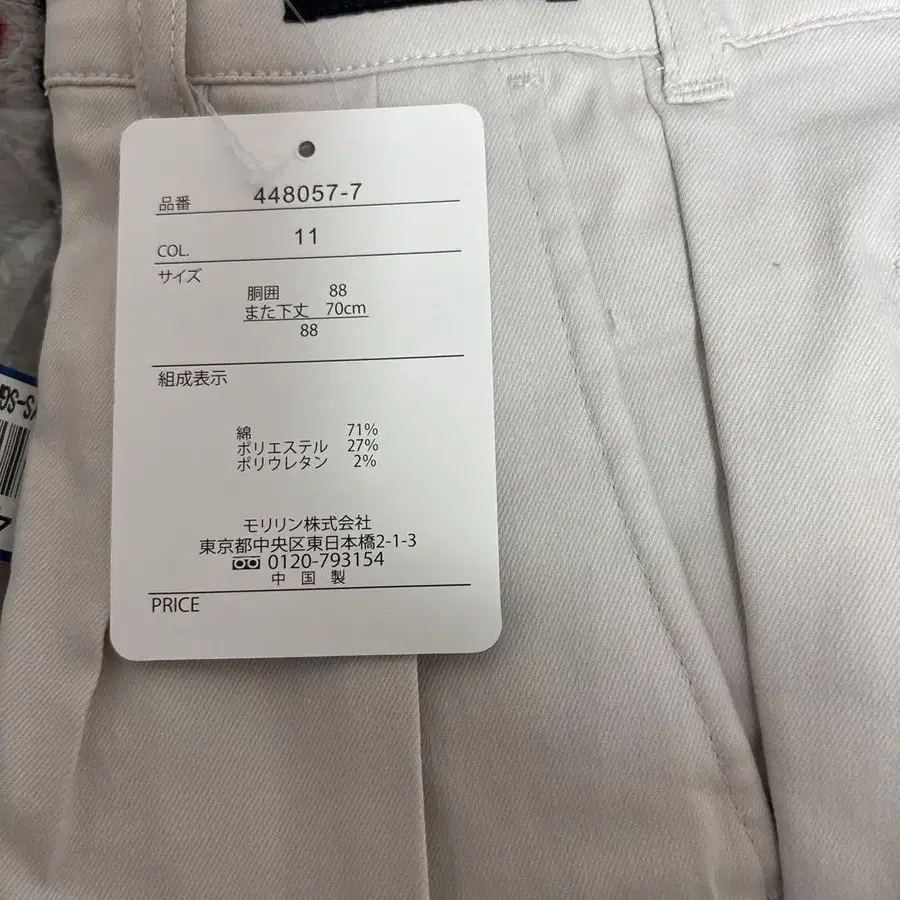 品番 448057-7
COL. 11
サイズ
胴囲 88
また下丈 70cm
88
組成表示
綿 71%
ポリエステル 27%
ポリウレタン 2%
モリリン株式会社
東京都中央区東日本橋2-1-3
0120-793154
中国製
PRICE